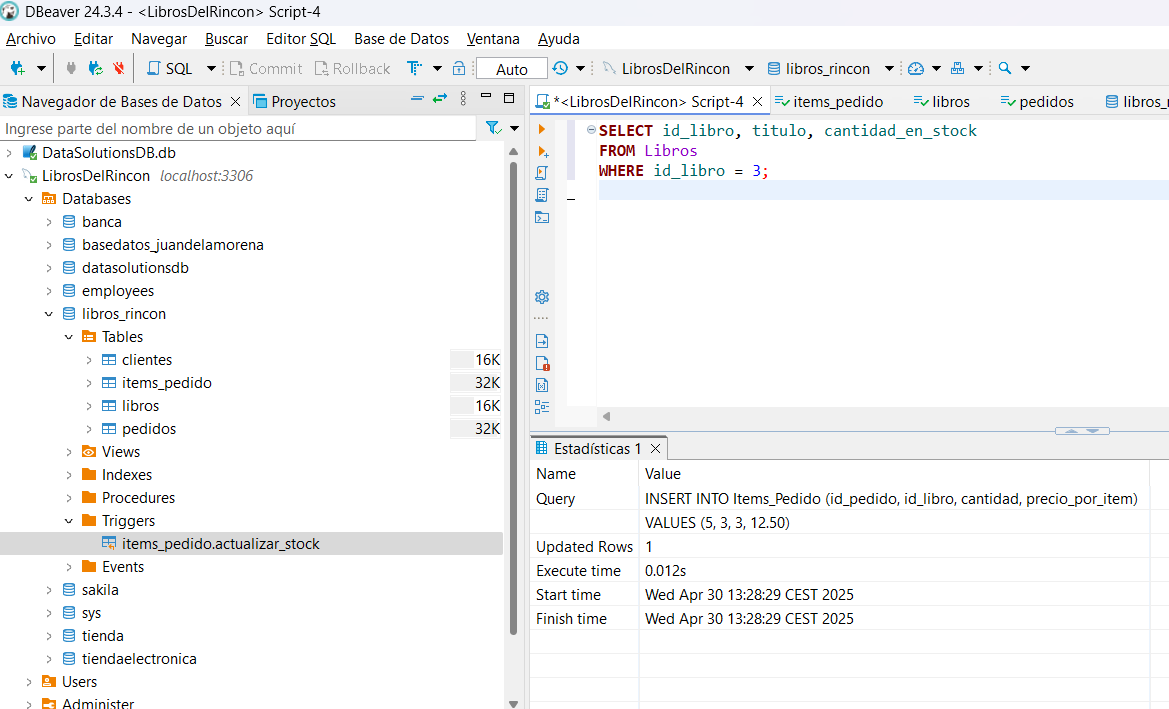 DBeaver 24.3.4 - <LibrosDelRincon> Script-4
Archivo Editar Navegar Buscar Editor SQL Base de Datos Ventana Ayuda
SQL Commit Rollback Auto LibrosDelRincon libros_rincon
Navegador de Bases de Datos Proyectos
Ingrese parte del nombre de un objeto aquí
DataSolutionsDB.db
LibrosDelRincon localhost:3306
Databases
banca
basedatos_juandelamorena
datasolutionsdb
employees
libros_rincon
Tables
clientes 16K
items_pedido 32K
libros 16K
pedidos 32K
Views
Indexes
Procedures
Triggers
items_pedido.actualizar_stock
Events
sakila
sys
tienda
tiendaelectronica
Users
Administer
*<LibrosDelRincon> Script-4 items_pedido libros pedidos libros_r
SELECT id_libro, titulo, cantidad_en_stock
FROM Libros
WHERE id_libro = 3;
Estadísticas 1
Name Value
Query INSERT INTO Items_Pedido (id_pedido, id_libro, cantidad, precio_por_item)
VALUES (5, 3, 3, 12.50)
Updated Rows 1
Execute time 0.012s
Start time Wed Apr 30 13:28:29 CEST 2025
Finish time Wed Apr 30 13:28:29 CEST 2025